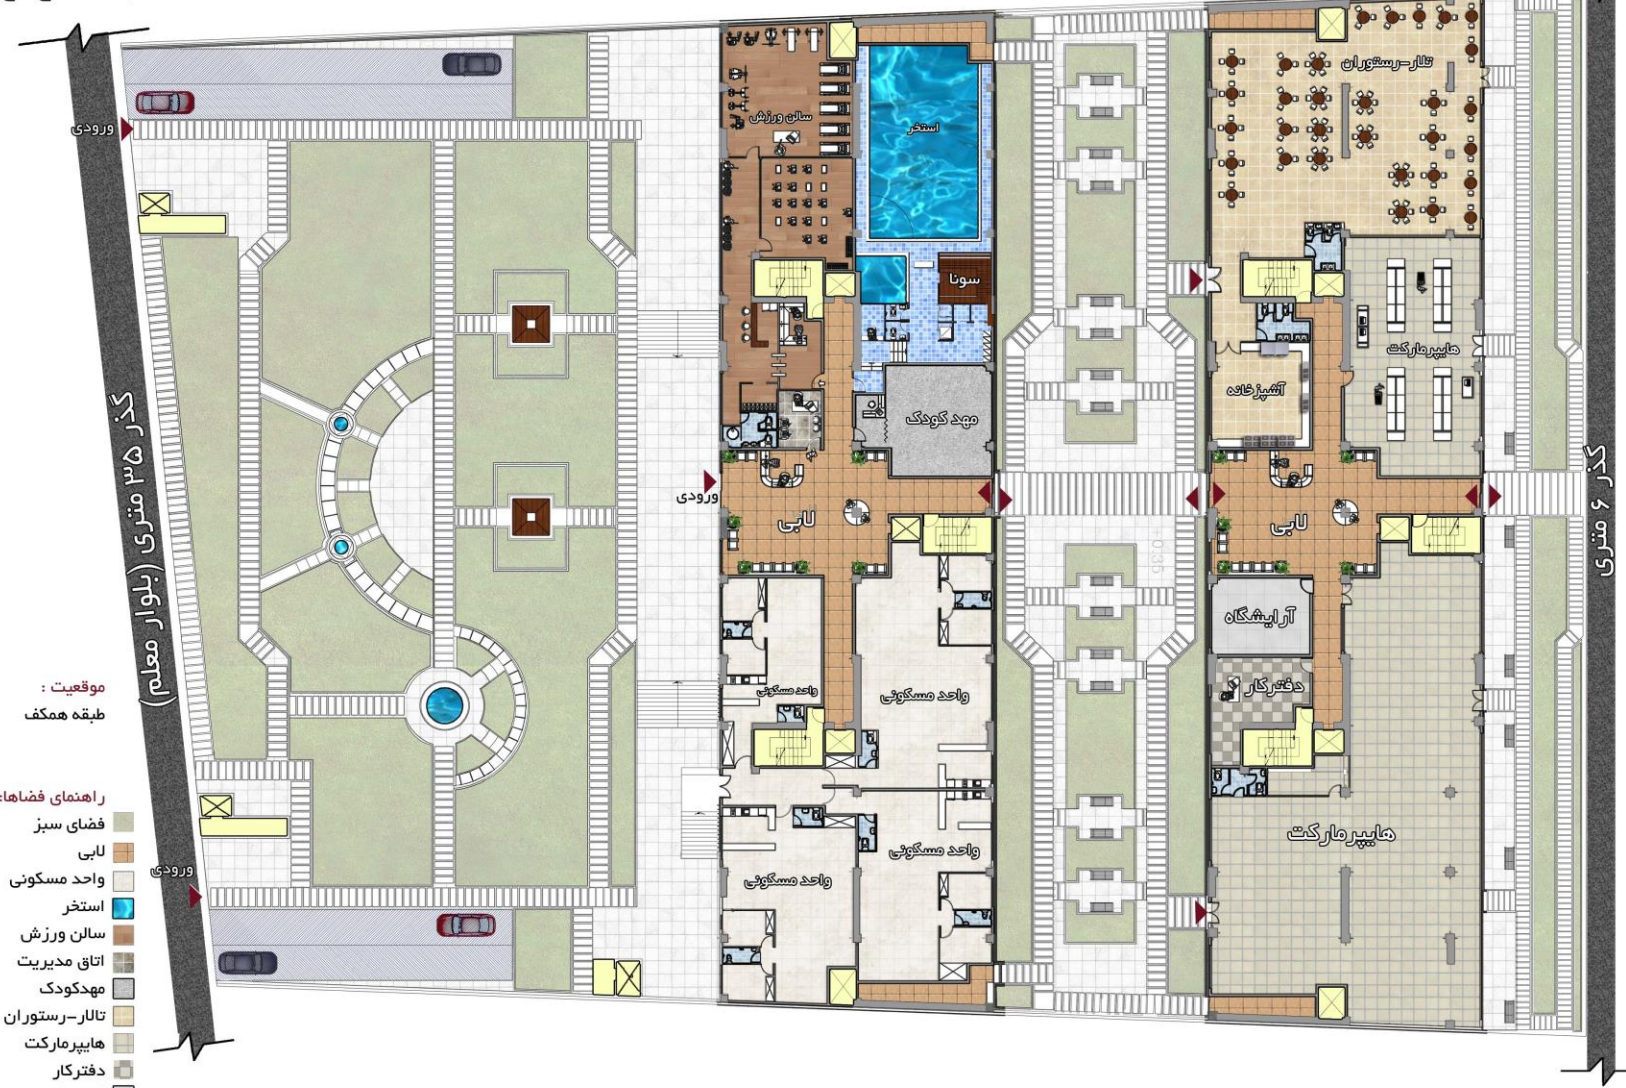 ورودی
گذر ۳۵ متری (بلوار معلم)
ورودی
موقعیت :
طبقه همکف
راهنمای فضاها:
فضای سبز
لابی
واحد مسکونی
استخر
سالن ورزش
اتاق مدیریت
مهدکودک
تالار-رستوران
هایپرمارکت
دفترکار
سالن ورزش
استخر
سونا
مهد کودک
ورودی
لابی
واحد مسکونی
واحد مسکونی
واحد مسکونی
واحد مسکونی
تالار-رستوران
هایپرمارکت
آشپزخانه
لابی
آرایشگاه
دفترکار
هایپرمارکت
گذر ۶ متری